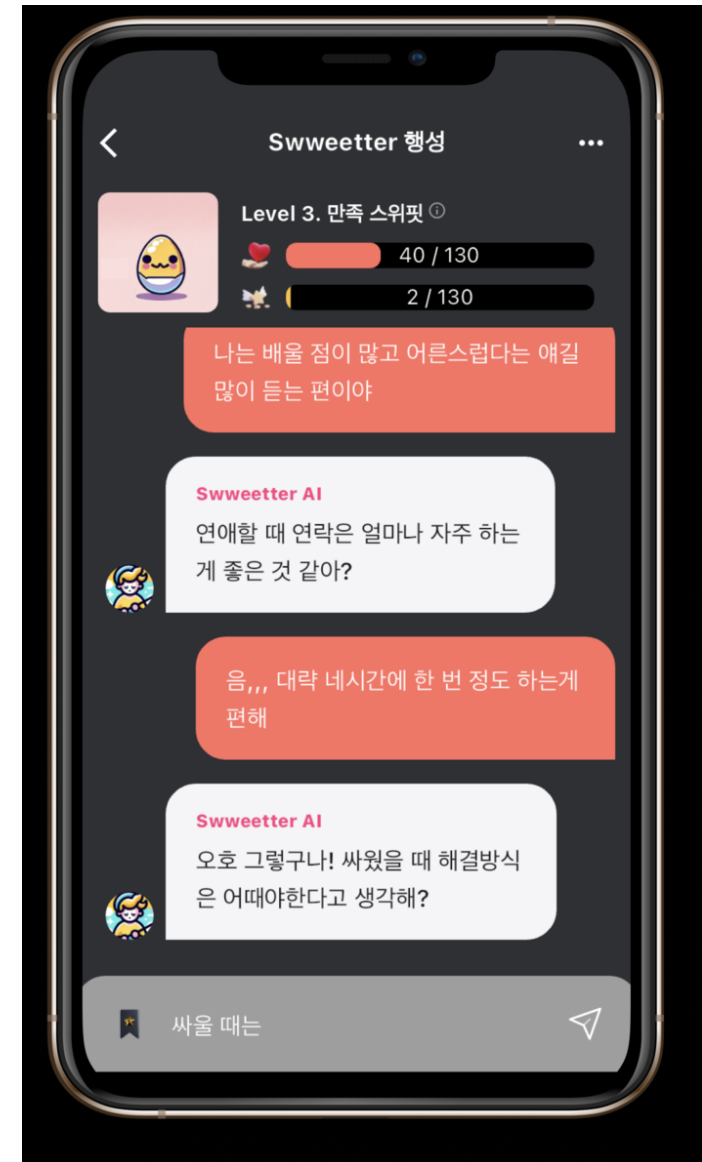 Swweetter 행성
Level 3. 만족 스위핏
40 / 130
2 / 130
나는 배울 점이 많고 어른스럽다는 얘길
많이 듣는 편이야
Swweetter AI
연애할 때 연락은 얼마나 자주 하는
게 좋은 것 같아?
음,,, 대략 네시간에 한 번 정도 하는게
편해
Swweetter AI
오호 그렇구나! 싸웠을 때 해결방식
은 어때야한다고 생각해?
싸울 때는